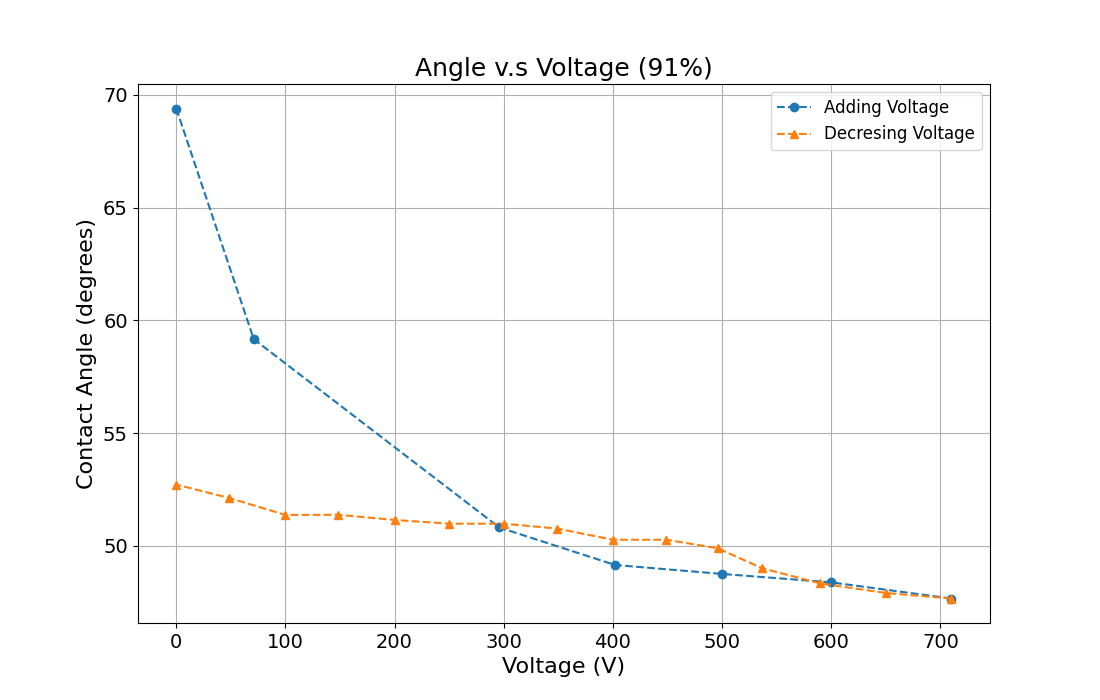 Angle v.s Voltage (91%)
Adding Voltage
Decresing Voltage
Contact Angle (degrees)
70
65
60
55
50
0 100 200 300 400 500 600 700
Voltage (V)